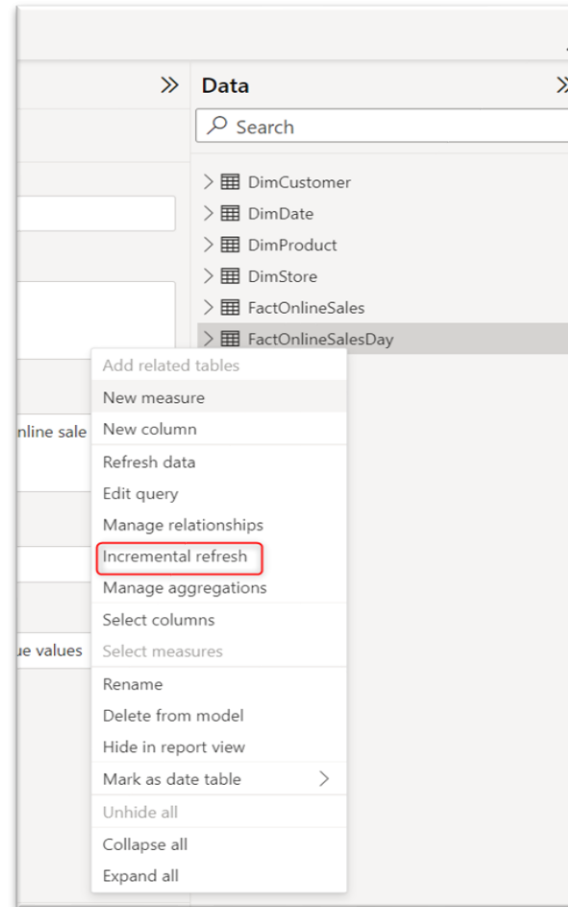 Data
Search
DimCustomer
DimDate
DimProduct
DimStore
FactOnlineSales
FactOnlineSalesDay
Add related tables
New measure
New column
nline sale
Refresh data
Edit query
Manage relationships
Incremental refresh
Manage aggregations
Select columns
ue values
Select measures
Rename
Delete from model
Hide in report view
Mark as date table
Unhide all
Collapse all
Expand all